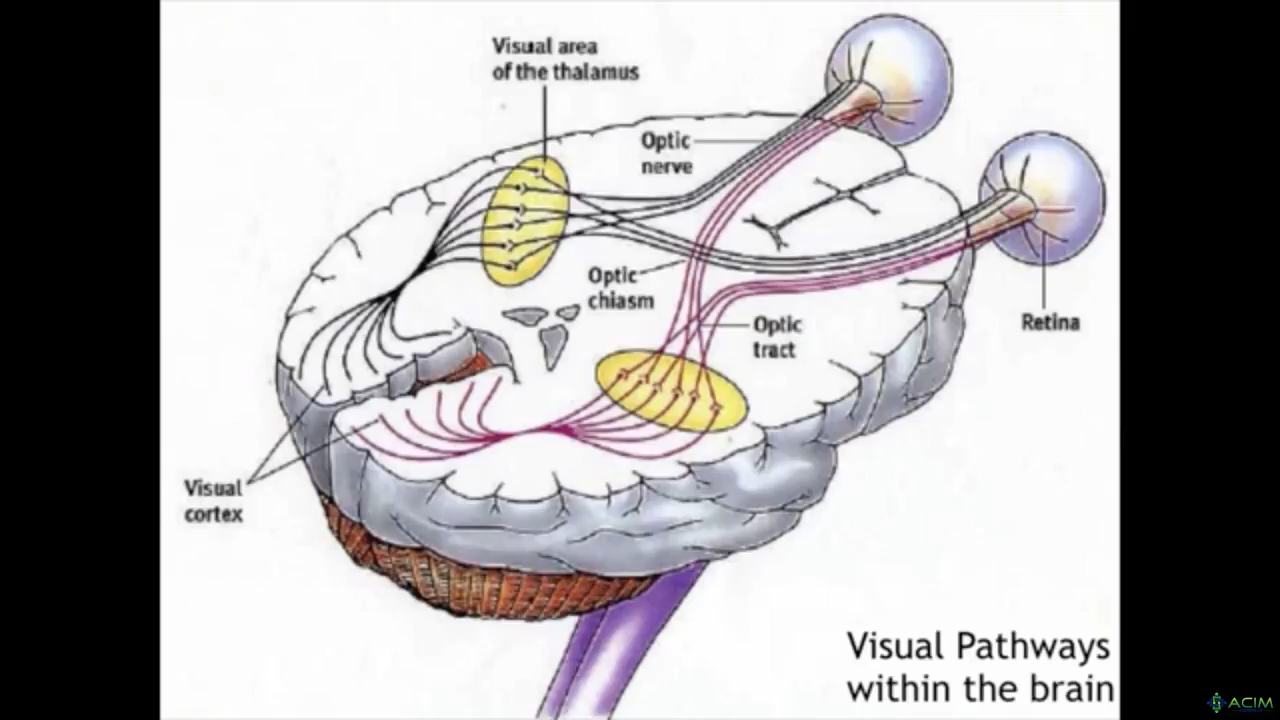 Visual area
of the thalamus
Optic
nerve
Optic
chiasm
Optic
tract
Retina
Visual
cortex
Visual Pathways
within the brain
ACIM